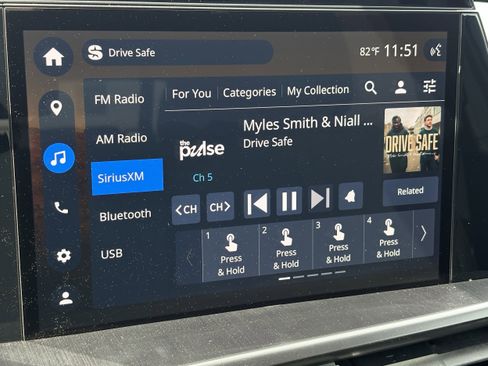 Drive Safe
82°F 11:51
FM Radio
AM Radio
SiriusXM
Bluetooth
USB
For You
Categories
My Collection
the pulse
Ch 5
Myles Smith & Niall ...
Drive Safe
DRIVE SAFE
Related
<CH
CH>
1
Press
& Hold
2
Press
& Hold
3
Press
& Hold
4
Press
& Hold